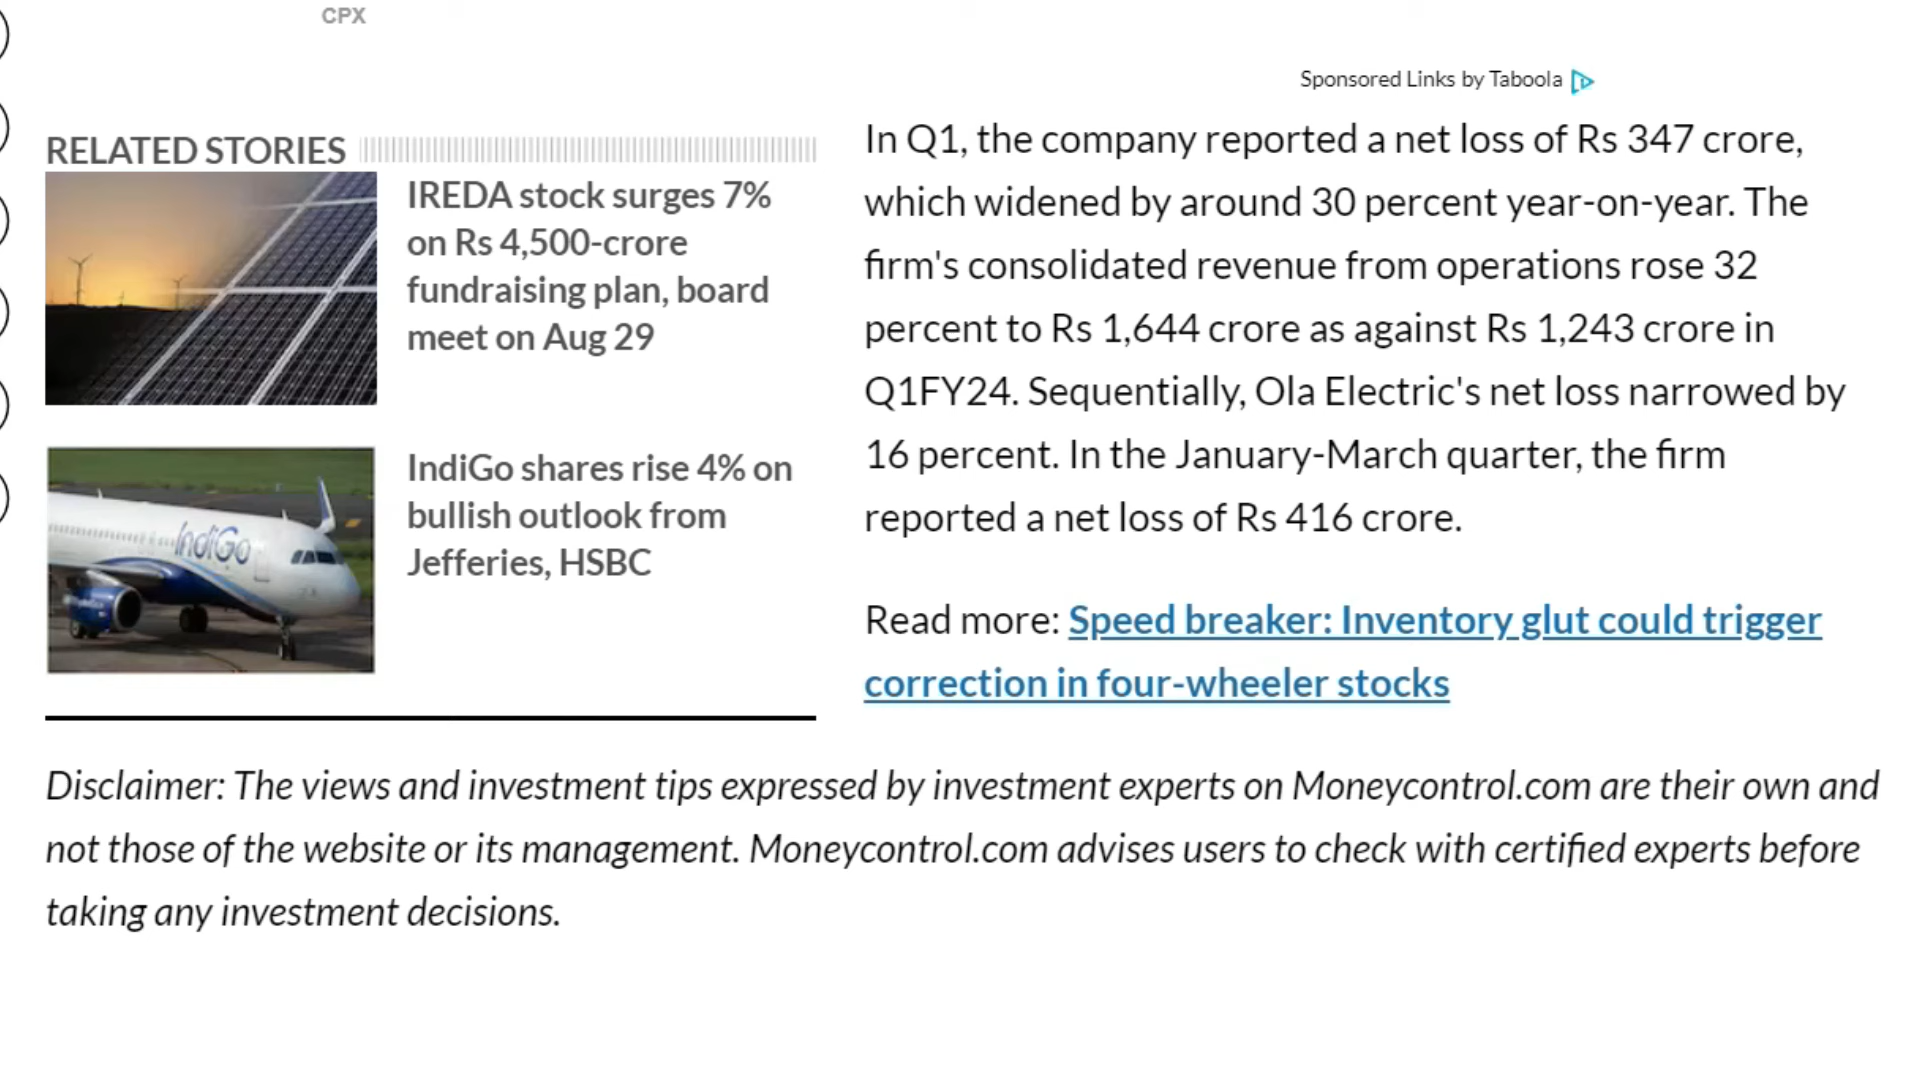 CPX
Sponsored Links by Taboola
RELATED STORIES
IREDA stock surges 7%
on Rs 4,500-crore
fundraising plan, board
meet on Aug 29
IndiGo
IndiGo shares rise 4% on
bullish outlook from
Jefferies, HSBC
In Q1, the company reported a net loss of Rs 347 crore,
which widened by around 30 percent year-on-year. The
firm's consolidated revenue from operations rose 32
percent to Rs 1,644 crore as against Rs 1,243 crore in
Q1FY24. Sequentially, Ola Electric's net loss narrowed by
16 percent. In the January-March quarter, the firm
reported a net loss of Rs 416 crore.
Read more: Speed breaker: Inventory glut could trigger
correction in four-wheeler stocks
Disclaimer: The views and investment tips expressed by investment experts on Moneycontrol.com are their own and
not those of the website or its management. Moneycontrol.com advises users to check with certified experts before
taking any investment decisions.